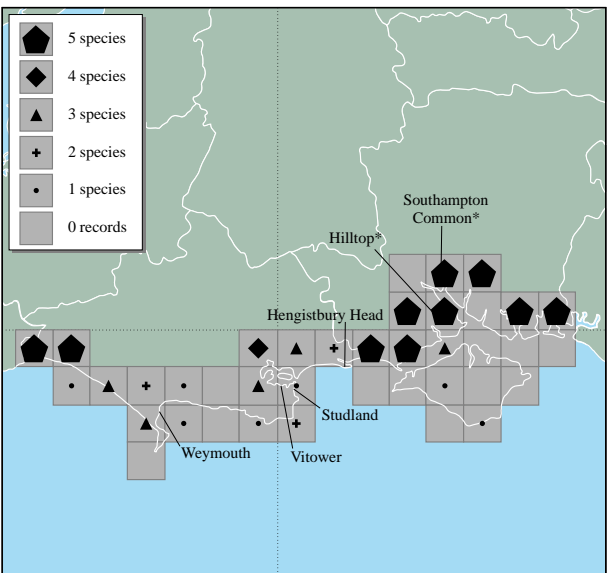 5 species
4 species
3 species
2 species
1 species
0 records
Southampton
Common*
Hilltop*
Hengistbury Head
Studland
Weymouth
Vitower